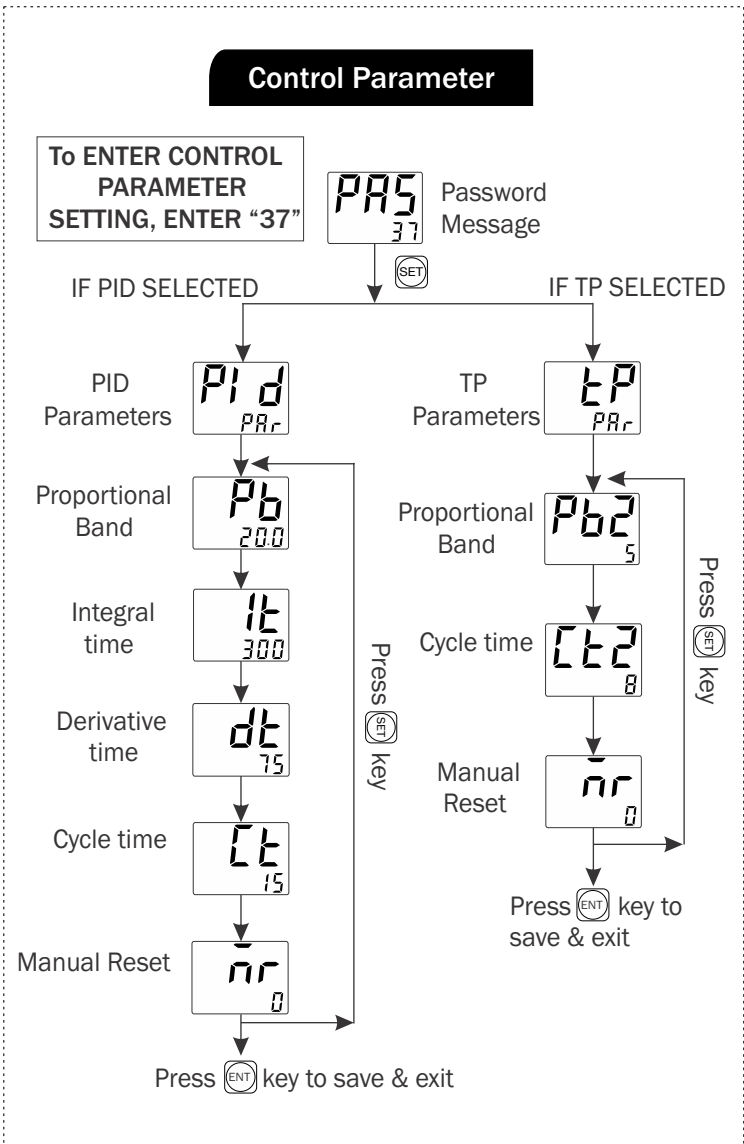 Control Parameter
To ENTER CONTROL
PARAMETER
SETTING, ENTER “37”
PAS
37
Password
Message
SET
IF PID SELECTED
IF TP SELECTED
PID
Parameters
PId
PAr
Proportional
Band
Pb
20.0
Integral
time
It
300
Derivative
time
dt
75
Cycle time
Ct
15
Manual Reset
m̄r
0
Press SET key
Press ENT key to save & exit
TP
Parameters
tP
PAr
Proportional
Band
Pb2
5
Cycle time
Ct2
8
Manual
Reset
m̄r
0
Press SET key
Press ENT key to
save & exit